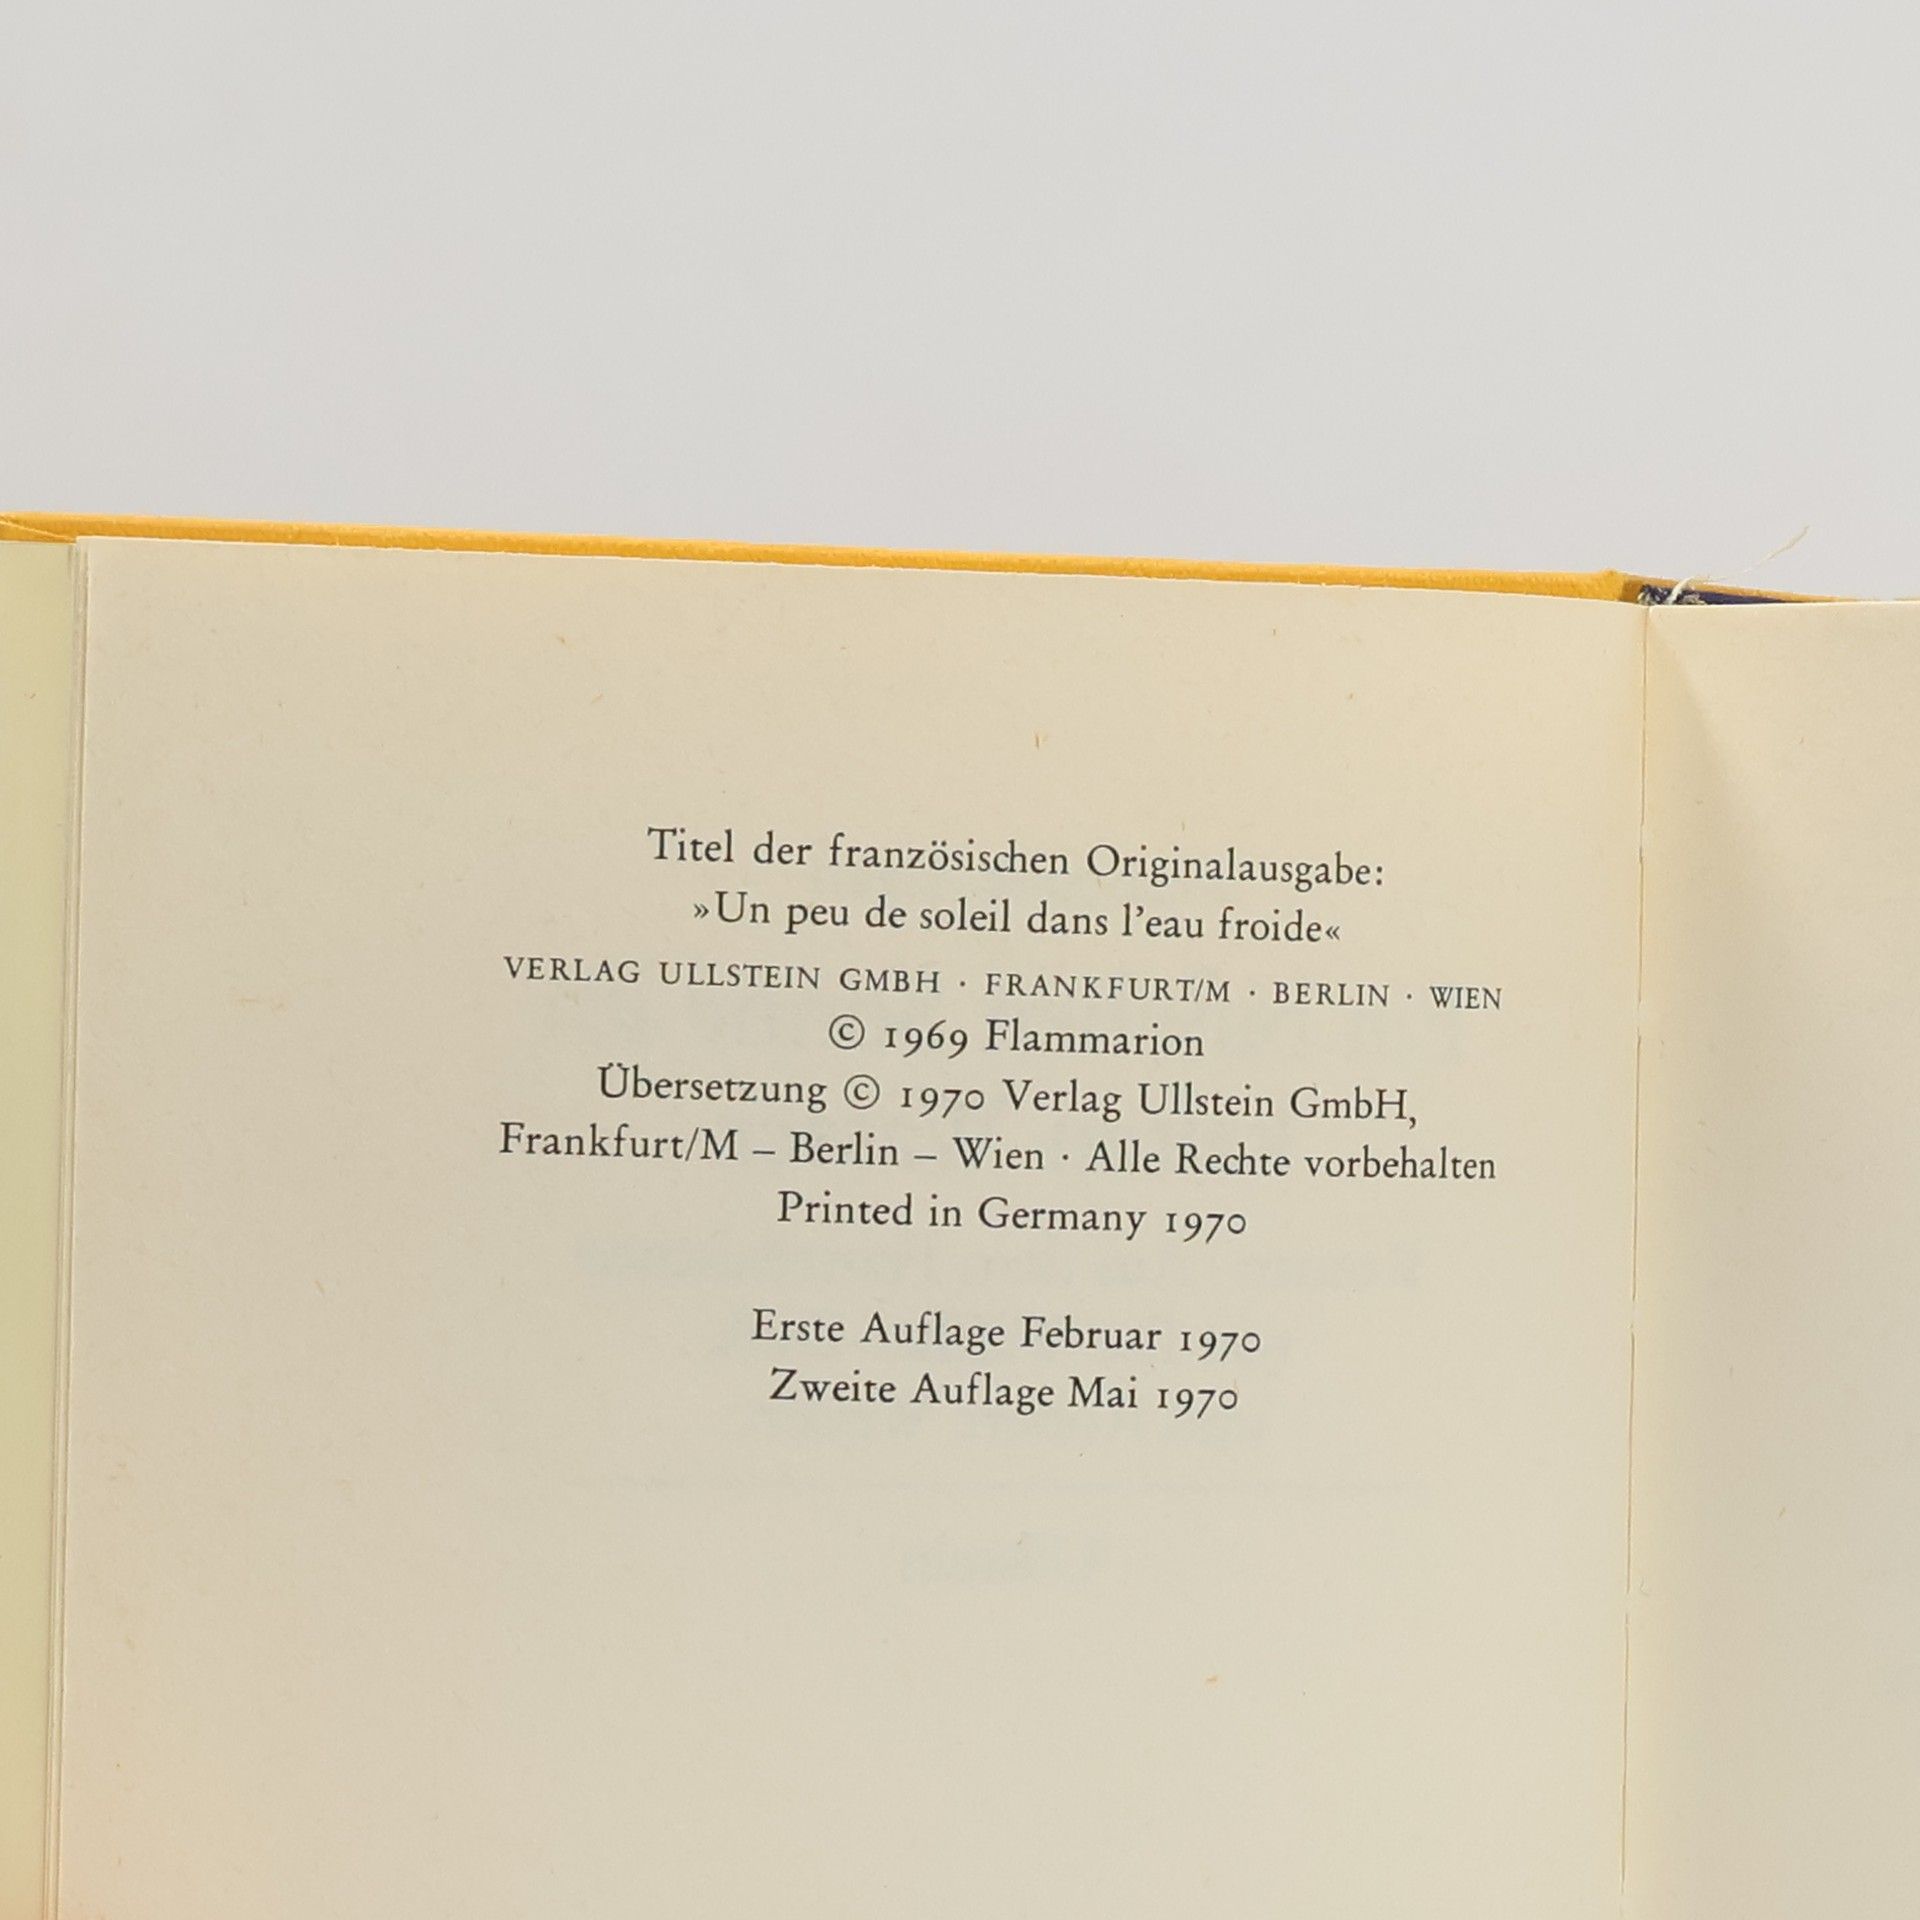 Titel der französischen Originalausgabe:
»Un peu de soleil dans l’eau froide«
VERLAG ULLSTEIN GMBH · FRANKFURT/M · BERLIN · WIEN
© 1969 Flammarion
Übersetzung © 1970 Verlag Ullstein GmbH,
Frankfurt/M – Berlin – Wien · Alle Rechte vorbehalten
Printed in Germany 1970
Erste Auflage Februar 1970
Zweite Auflage Mai 1970